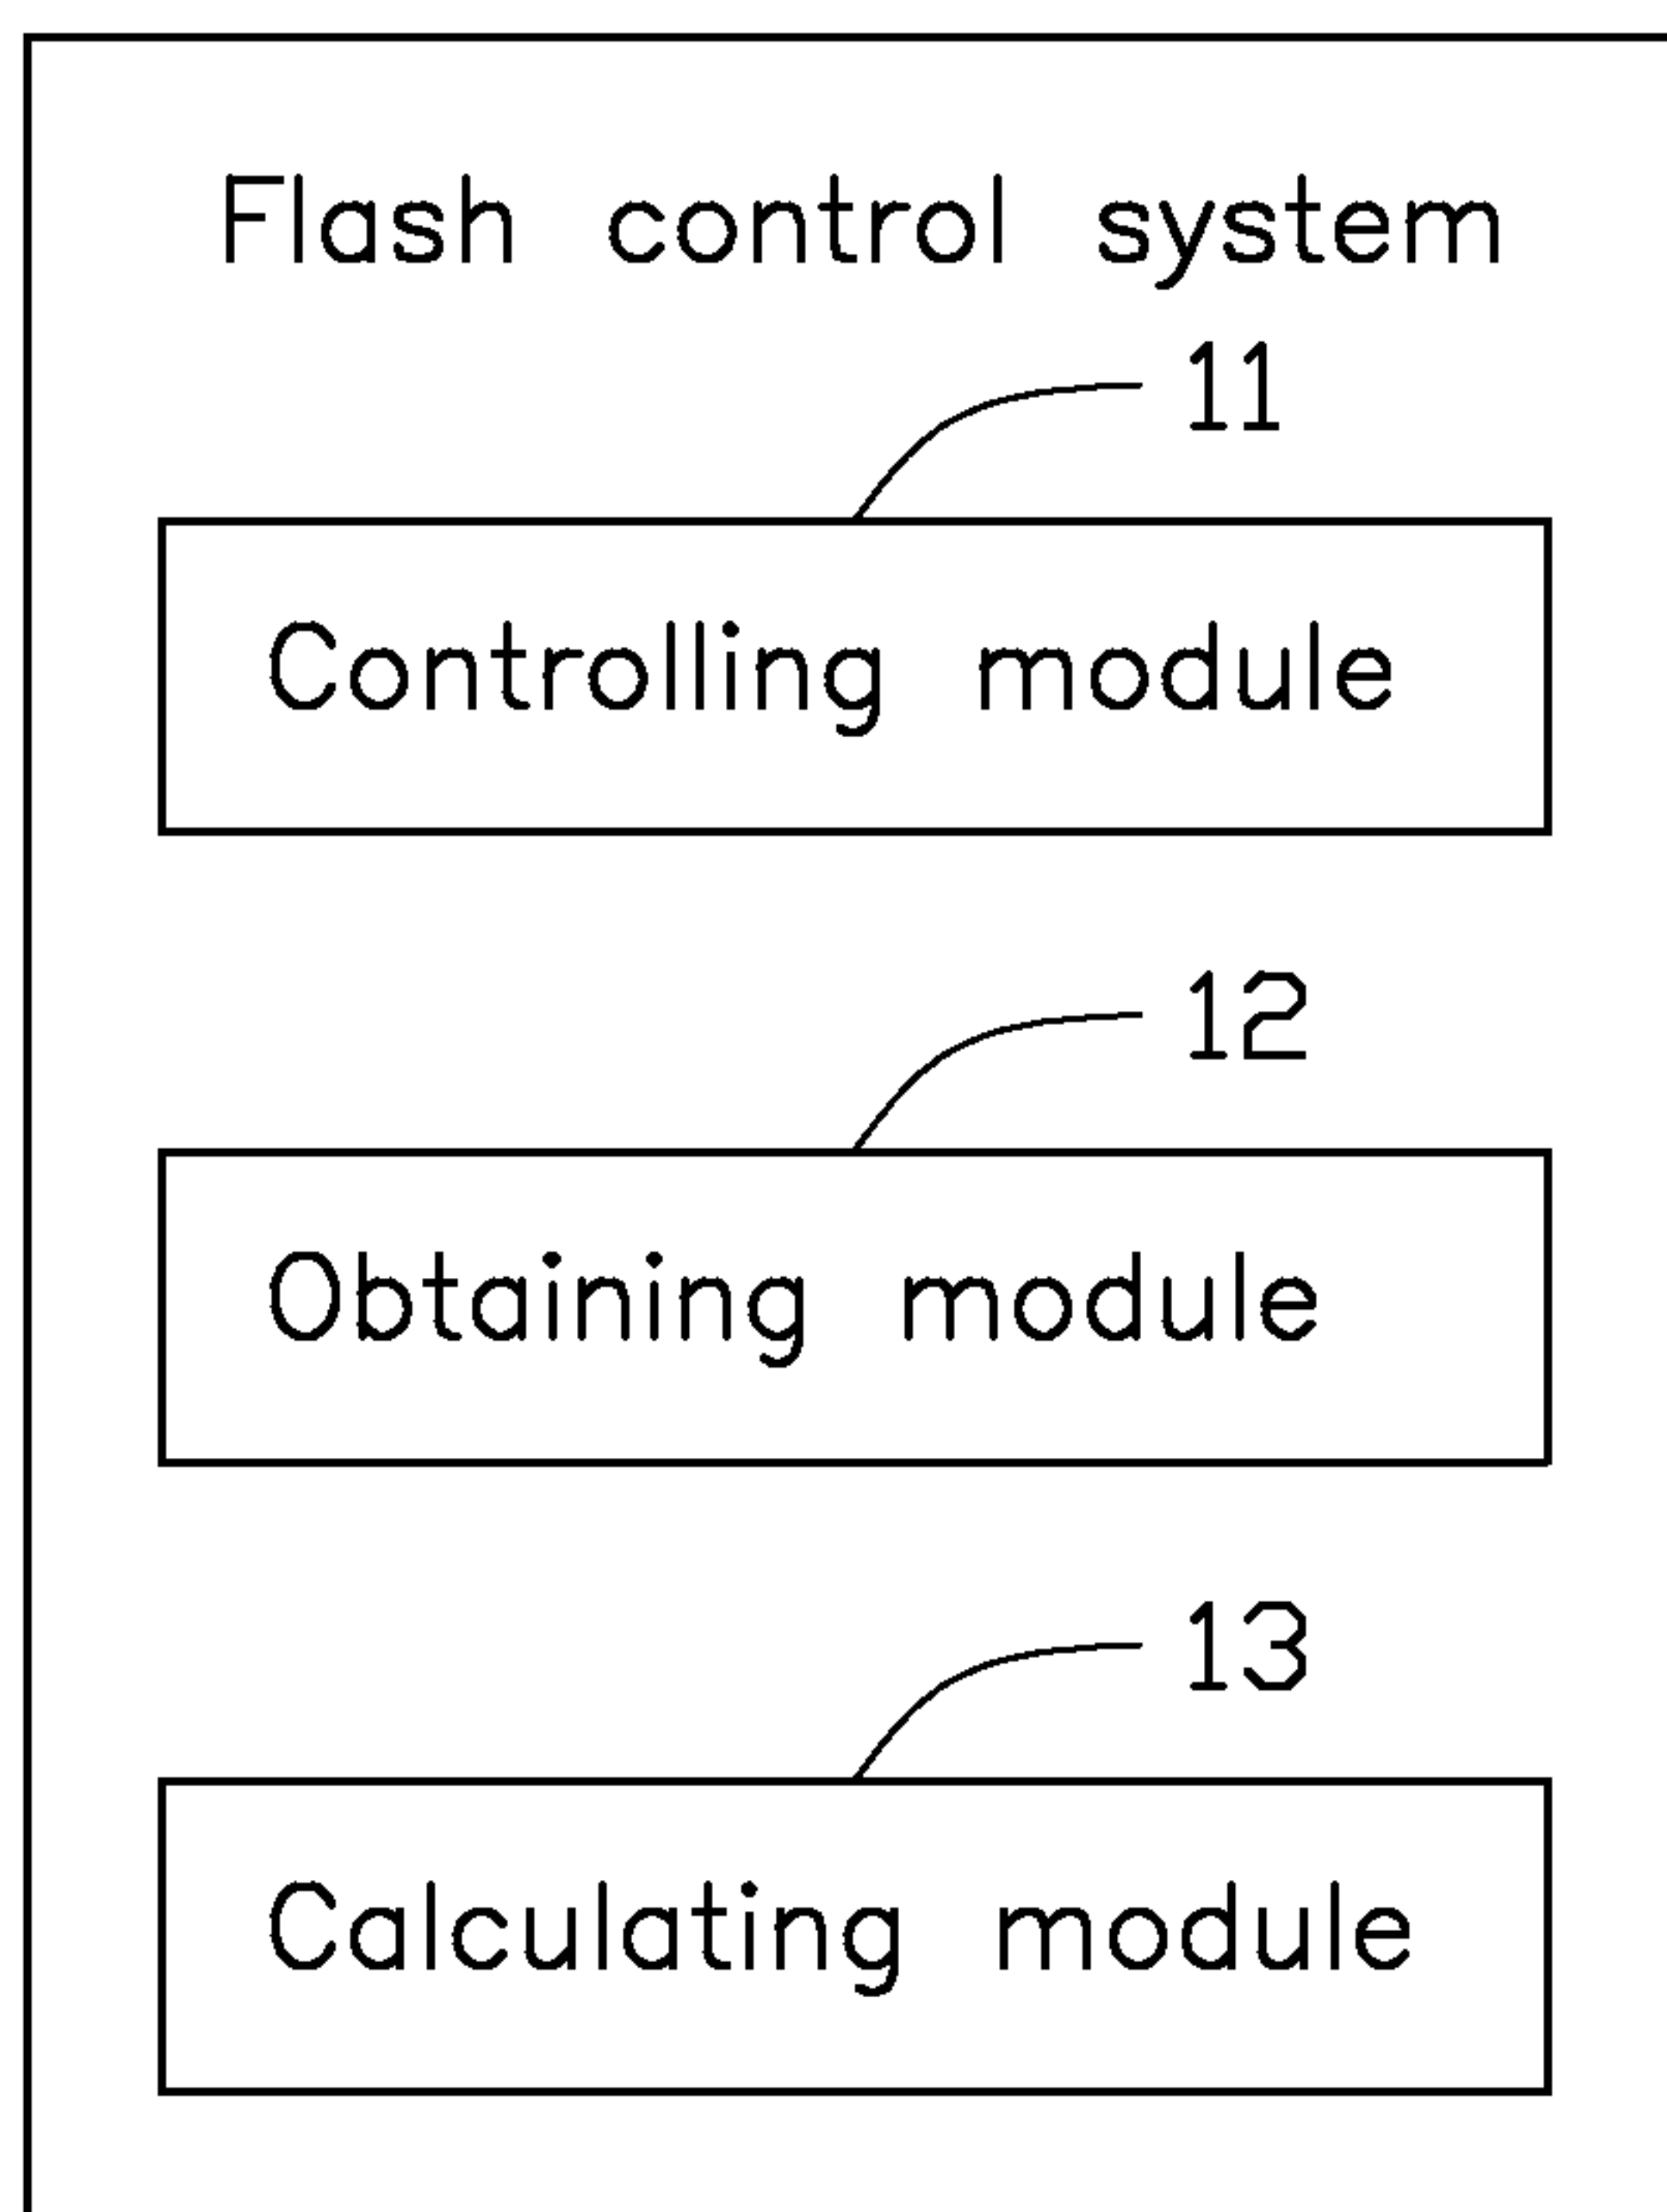 Flash control system
11
Controlling module
12
Obtaining module
13
Calculating module